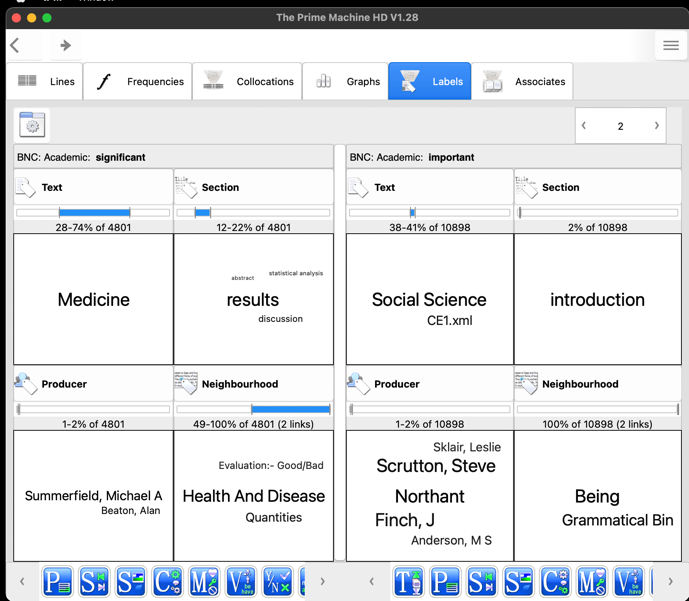 The Prime Machine HD V1.28
Lines
Frequencies
Collocations
Graphs
Labels
Associates
2
BNC: Academic: significant
BNC: Academic: important
Text
Section
Text
Section
28-74% of 4801
12-22% of 4801
38-41% of 10898
2% of 10898
Medicine
abstract
statistical analysis
results
discussion
Social Science
CE1.xml
introduction
Producer
Neighbourhood
Producer
Neighbourhood
1-2% of 4801
49-100% of 4801 (2 links)
1-2% of 10898
100% of 10898 (2 links)
Summerfield, Michael A
Beaton, Alan
Evaluation:- Good/Bad
Health And Disease
Quantities
Sklair, Leslie
Scrutton, Steve
Northant
Finch, J
Anderson, M S
Being
Grammatical Bin